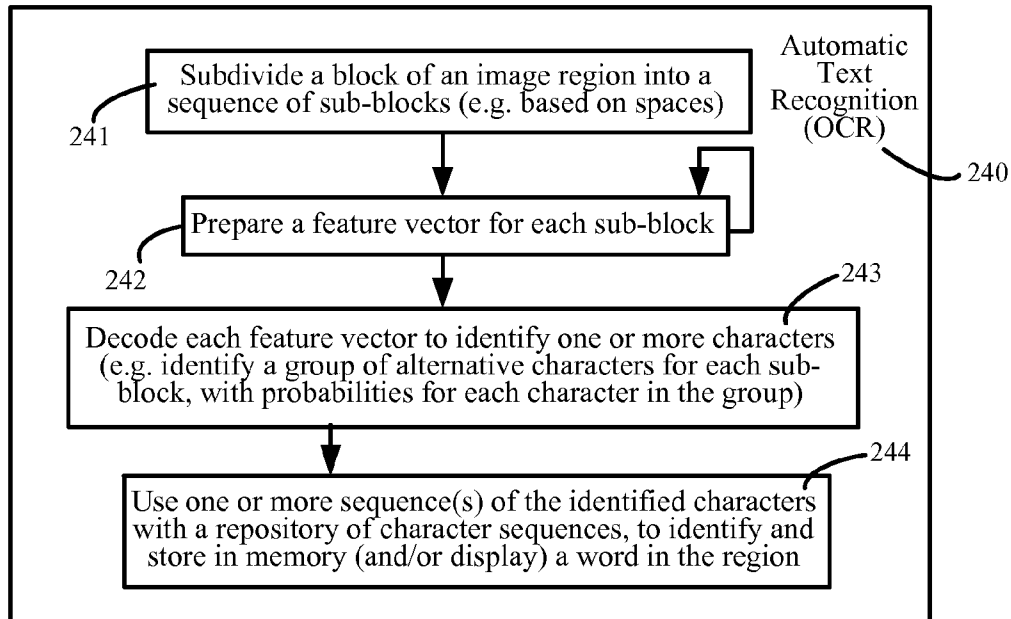 Automatic
Text
Recognition
(OCR)
240
Subdivide a block of an image region into a
sequence of sub-blocks (e.g. based on spaces)
241
Prepare a feature vector for each sub-block
242
243
Decode each feature vector to identify one or more characters
(e.g. identify a group of alternative characters for each sub-
block, with probabilities for each character in the group)
244
Use one or more sequence(s) of the identified characters
with a repository of character sequences, to identify and
store in memory (and/or display) a word in the region